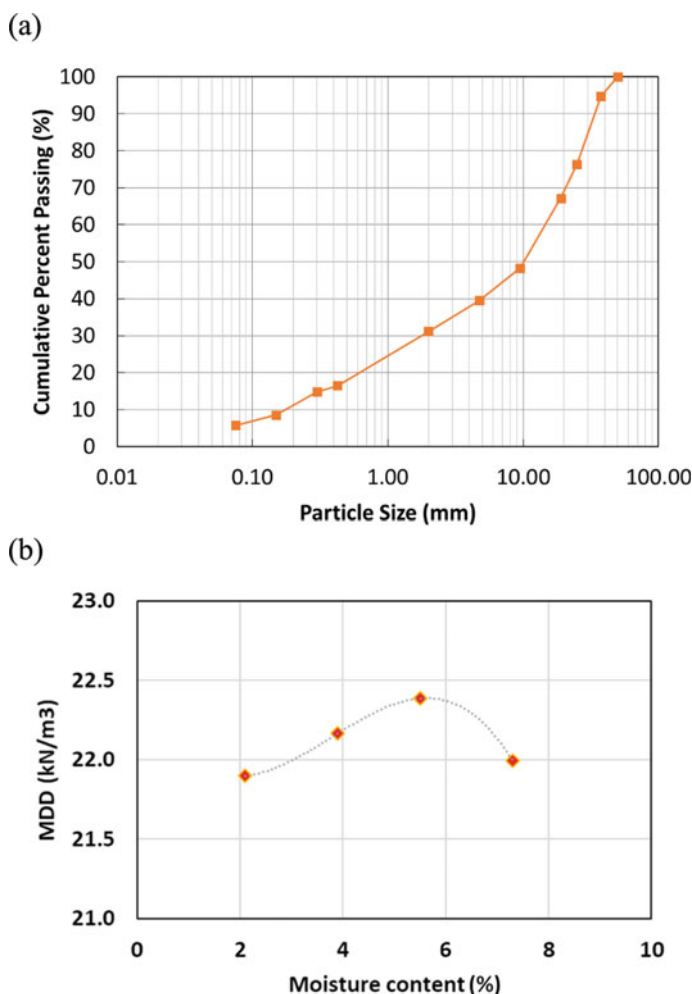 (a)
Cumulative Percent Passing (%)
100
90
80
70
60
50
40
30
20
10
0
0.01 0.10 1.00 10.00 100.00
Particle Size (mm)
(b)
MDD (kN/m3)
23.0
22.5
22.0
21.5
21.0
0 2 4 6 8 10
Moisture content (%)